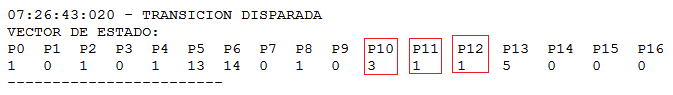 07:26:43:020 - TRANSICION DISPARADA
VECTOR DE ESTADO:
P0 P1 P2 P3 P4 P5 P6 P7 P8 P9 P10 P11 P12 P13 P14 P15 P16
1 0 1 0 1 13 14 0 1 0 3 1 1 5 0 0 0
-------------------------